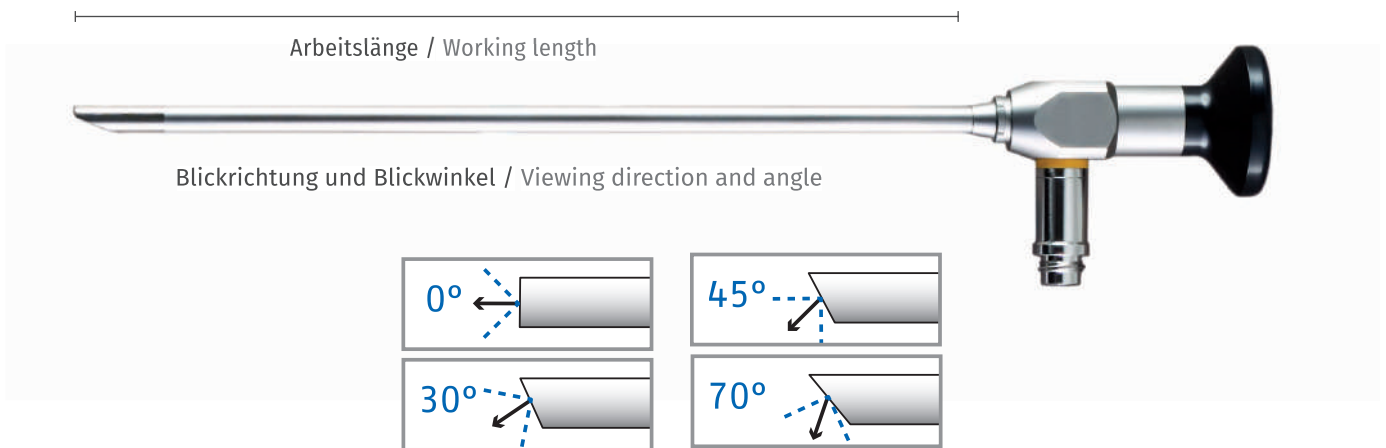 Arbeitslänge / Working length
Blickrichtung und Blickwinkel / Viewing direction and angle
0°
45°
30°
70°